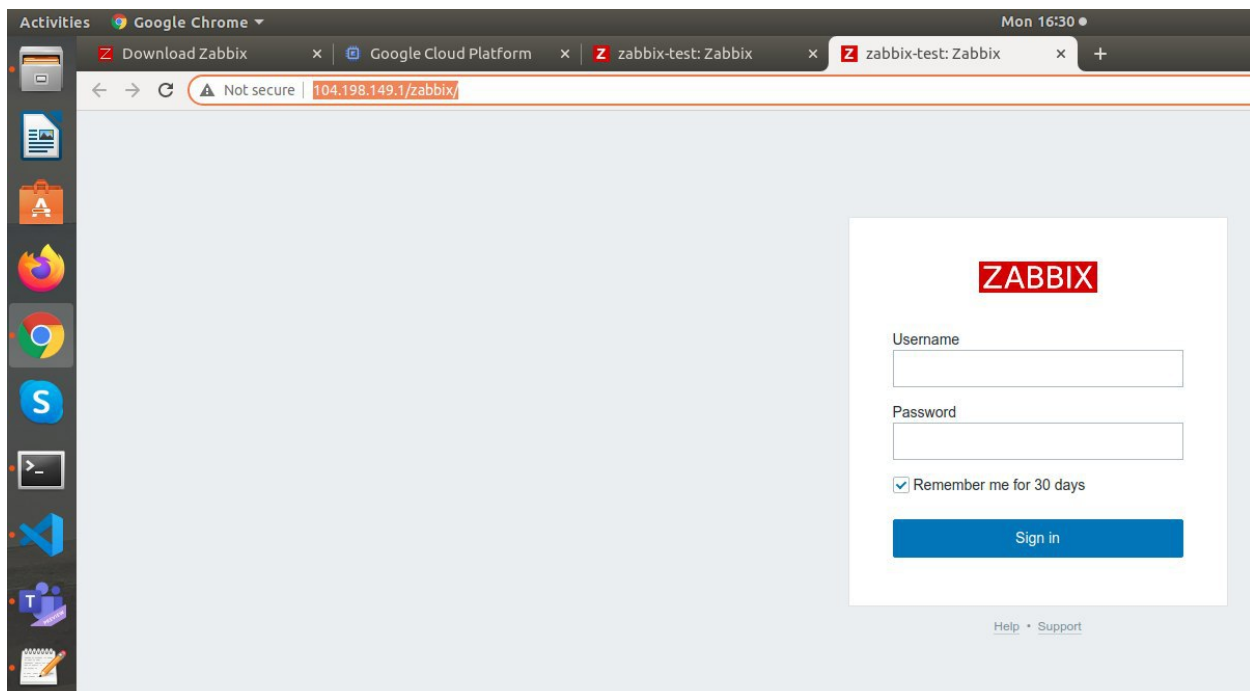 Activities Google Chrome Mon 16:30
Download Zabbix Google Cloud Platform zabbix-test: Zabbix zabbix-test: Zabbix
Not secure 104.198.149.1/zabbix/
ZABBIX
Username
Password
Remember me for 30 days
Sign in
Help • Support